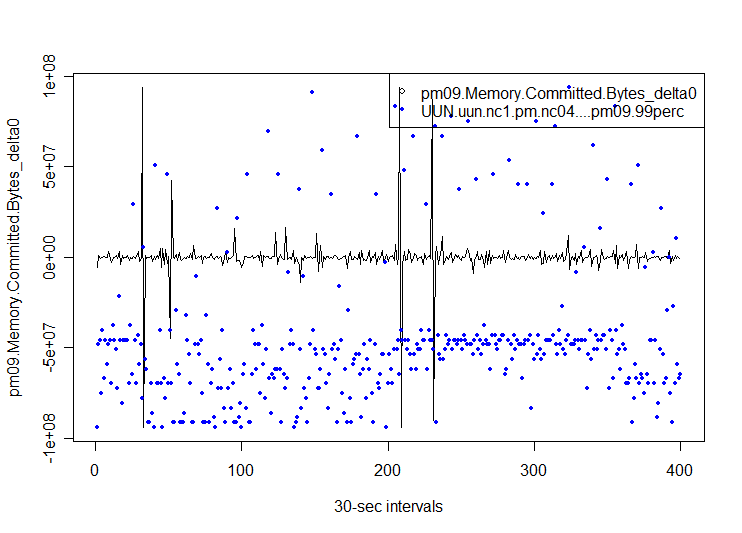 pm09.Memory.Committed.Bytes_delta0
UUN.uun.nc1.pm.nc04....pm09.99perc
pm09.Memory.Committed.Bytes_delta0
1e+08
5e+07
0e+00
-5e+07
-1e+08
0
100
200
300
400
30-sec intervals